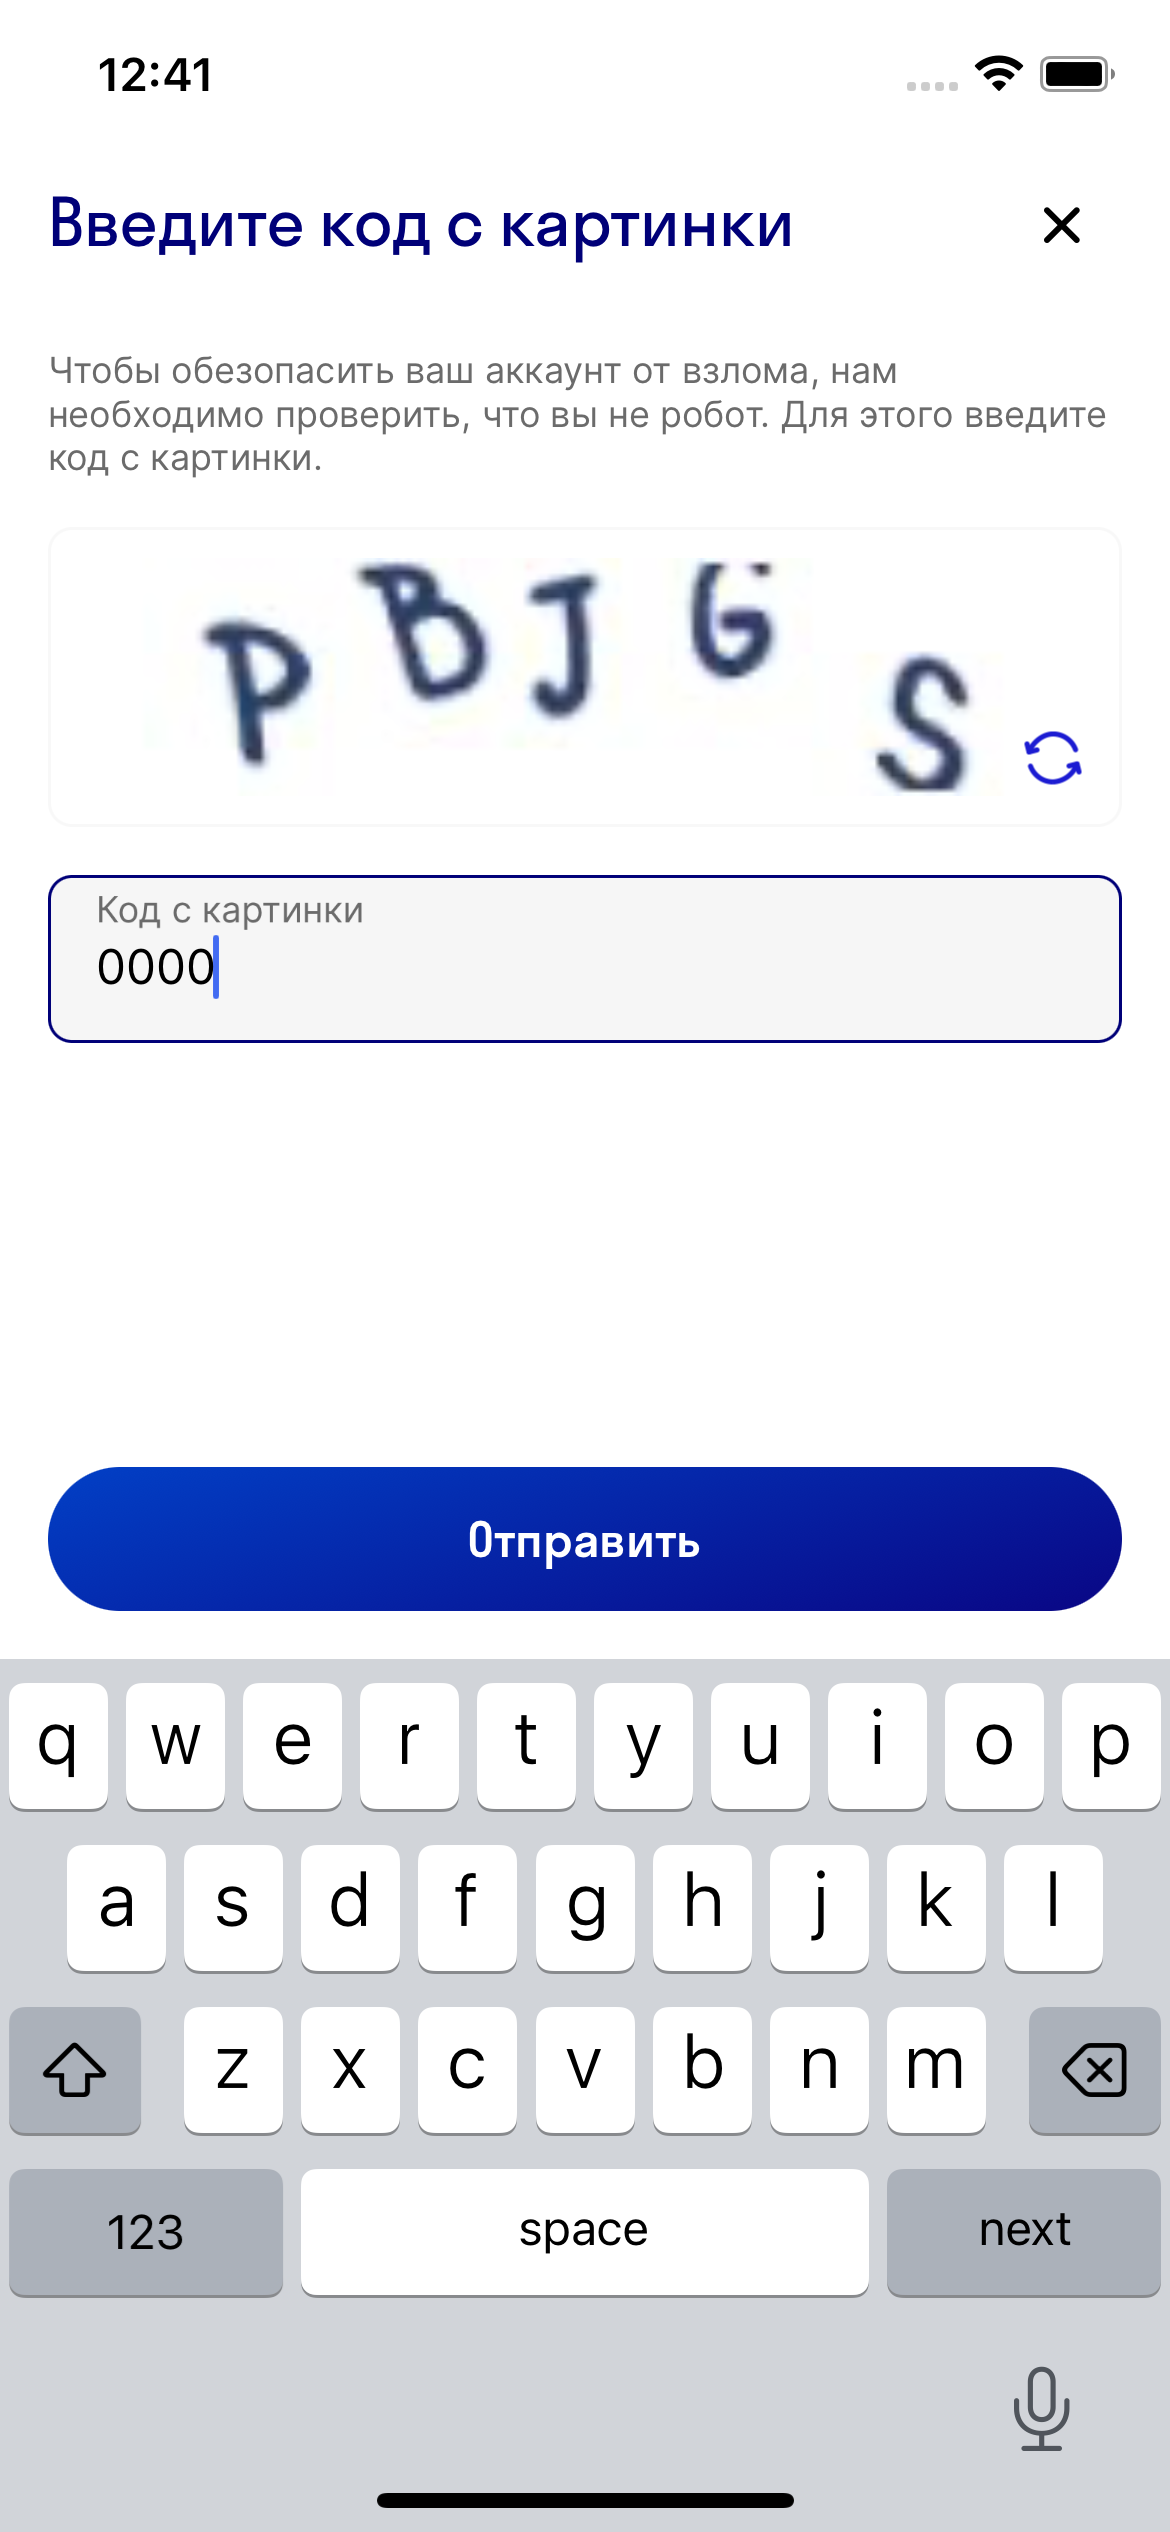 12:41
Введите код с картинки
Чтобы обезопасить ваш аккаунт от взлома, нам
необходимо проверить, что вы не робот. Для этого введите
код с картинки.
P B J G S
Код с картинки
0000
Отправить
q w e r t y u i o p
a s d f g h j k l
z x c v b n m
123 space next